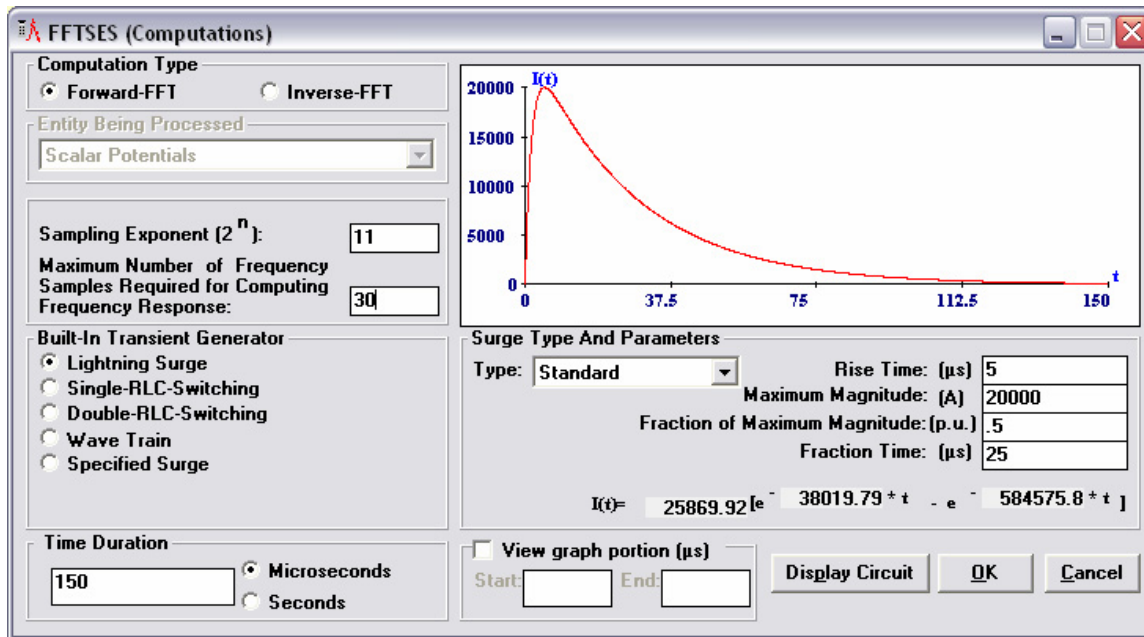 FFTSES (Computations)
Computation Type
Forward-FFT Inverse-FFT
Entity Being Processed
Scalar Potentials
Sampling Exponent (2 n ): 11
Maximum Number of Frequency
Samples Required for Computing
Frequency Response: 30
Built-In Transient Generator
Lightning Surge
Single-RLC-Switching
Double-RLC-Switching
Wave Train
Specified Surge
Time Duration
150
Microseconds
Seconds
I(t)
20000
15000
10000
5000
0
0 37.5 75 112.5 150
t
Surge Type And Parameters
Type: Standard
Rise Time: (µs) 5
Maximum Magnitude: (A) 20000
Fraction of Maximum Magnitude:(p.u.) .5
Fraction Time: (µs) 25
I(t)= 25869.92 [e - 38019.79 * t - e - 584575.8 * t ]
View graph portion (µs)
Start: End:
Display Circuit OK Cancel